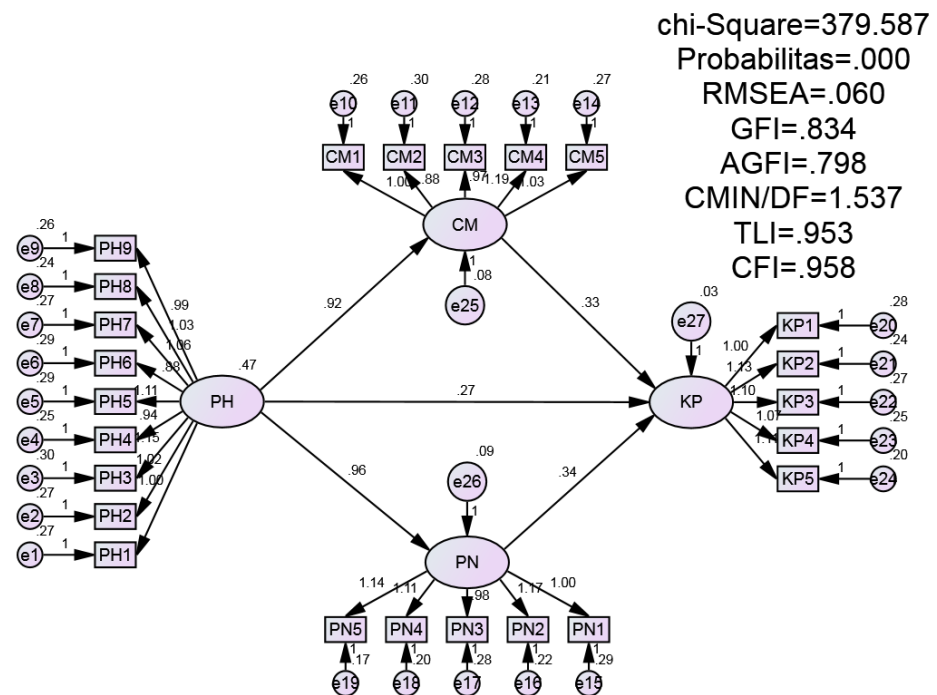 chi-Square=379.587
Probabilitas=.000
RMSEA=.060
GFI=.834
AGFI=.798
CMIN/DF=1.537
TLI=.953
CFI=.958
.26 .30 .28 .21 .27
e10 e11 e12 e13 e14
1 1 1 1 1
CM1 CM2 CM3 CM4 CM5
1.00 .88 .97 1.19 1.03
CM
1
.08
e25
.92
.33
.26
e9 1 PH9
.24
e8 1 PH8
.27
e7 1 PH7
.29
e6 1 PH6
.29
e5 1 PH5
.25
e4 1 PH4
.30
e3 1 PH3
.27
e2 1 PH2
.27
e1 1 PH1
.99
1.03
1.06
.88
1.11
.94
1.15
1.02
1.00
.47
PH
.27
.03
e27
1
KP
1.00
1.13
1.10
1.07
.28
KP1 1 e20
.24
KP2 1 e21
.27
KP3 1 e22
.25
KP4 1 e23
.20
KP5 1 e24
.96
.34
.09
e26
1
PN
1.14 1.11 .98 1.17 1.00
PN5 PN4 PN3 PN2 PN1
1 1 1 1 1
.17 .20 .28 .22 .29
e19 e18 e17 e16 e15